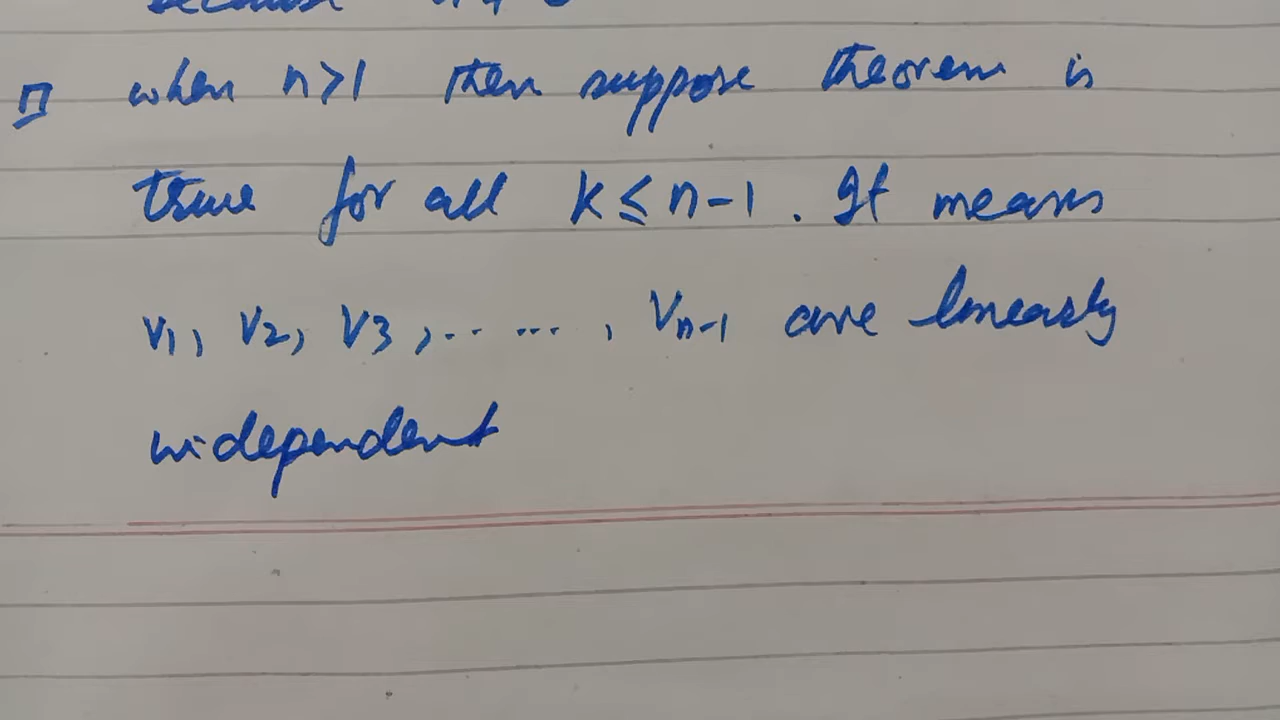 because
when n>1 then suppose theorem is
true for all k≤n-1. It means
v1, v2, v3,.. ..., vn-1 are linearly
independent